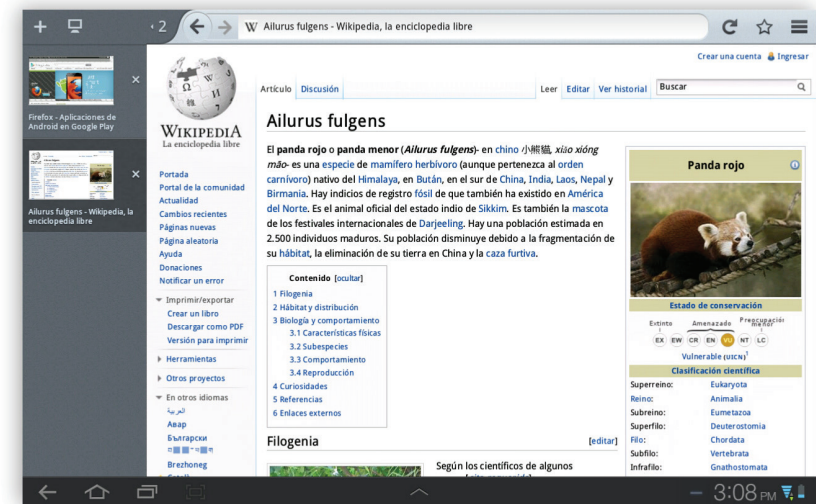 2
Ailurus fulgens - Wikipedia, la enciclopedia libre
Firefox - Aplicaciones de
Android en Google Play
Ailurus fulgens - Wikipedia, la
enciclopedia libre
WIKIPEDIA
La enciclopedia libre
Portada
Portal de la comunidad
Actualidad
Cambios recientes
Páginas nuevas
Página aleatoria
Ayuda
Donaciones
Notificar un error
Imprimir/exportar
Crear un libro
Descargar como PDF
Versión para imprimir
Herramientas
Otros proyectos
En otros idiomas
العربية
Авар
Български
Brezhoneg
Crear una cuenta Ingresar
Artículo Discusión Leer Editar Ver historial Buscar
Ailurus fulgens
El panda rojo o panda menor (Ailurus fulgens)- en chino 小熊猫, xiǎo xióng
māo- es una especie de mamífero herbívoro (aunque pertenezca al orden
carnívoro) nativo del Himalaya, en Bután, en el sur de China, India, Laos, Nepal y
Birmania. Hay indicios de registro fósil de que también ha existido en América
del Norte. Es el animal oficial del estado indio de Sikkim. Es también la mascota
de los festivales internacionales de Darjeeling. Hay una población estimada en
2.500 individuos maduros. Su población disminuye debido a la fragmentación de
su hábitat, la eliminación de su tierra en China y la caza furtiva.
Contenido [ocultar]
1 Filogenia
2 Hábitat y distribución
3 Biología y comportamiento
3.1 Características físicas
3.2 Subespecies
3.3 Comportamiento
3.4 Reproducción
4 Curiosidades
5 Referencias
6 Enlaces externos
Filogenia [editar]
Según los científicos de algunos
Panda rojo
Estado de conservación
Extinto Amenazado Preocupación
menor
EX EW CR EN VU NT LC
Vulnerable (UICN)1
Clasificación científica
Superreino: Eukaryota
Reino: Animalia
Subreino: Eumetazoa
Superfilo: Deuterostomia
Filo: Chordata
Subfilo: Vertebrata
Infrafilo: Gnathostomata
3:08 PM